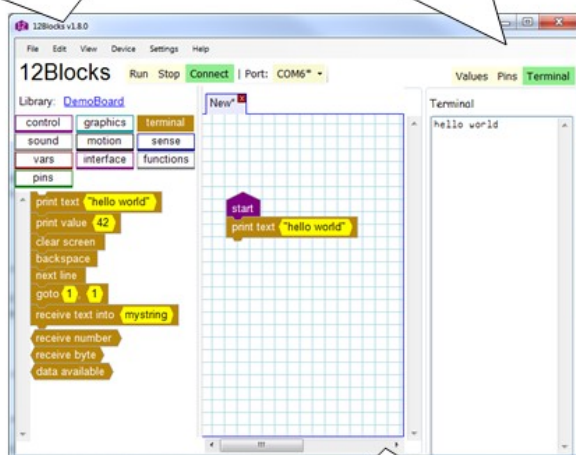 12Blocks v1.8.0
File Edit View Device Settings Help
12Blocks Run Stop Connect | Port: COM6* Values Pins Terminal
Library: DemoBoard
control graphics terminal
sound motion sense
vars interface functions
pins
print text "hello world"
print value 42
clear screen
backspace
next line
goto 1 , 1
receive text into mystring
receive number
receive byte
data available
New*
start
print text "hello world"
Terminal
hello world